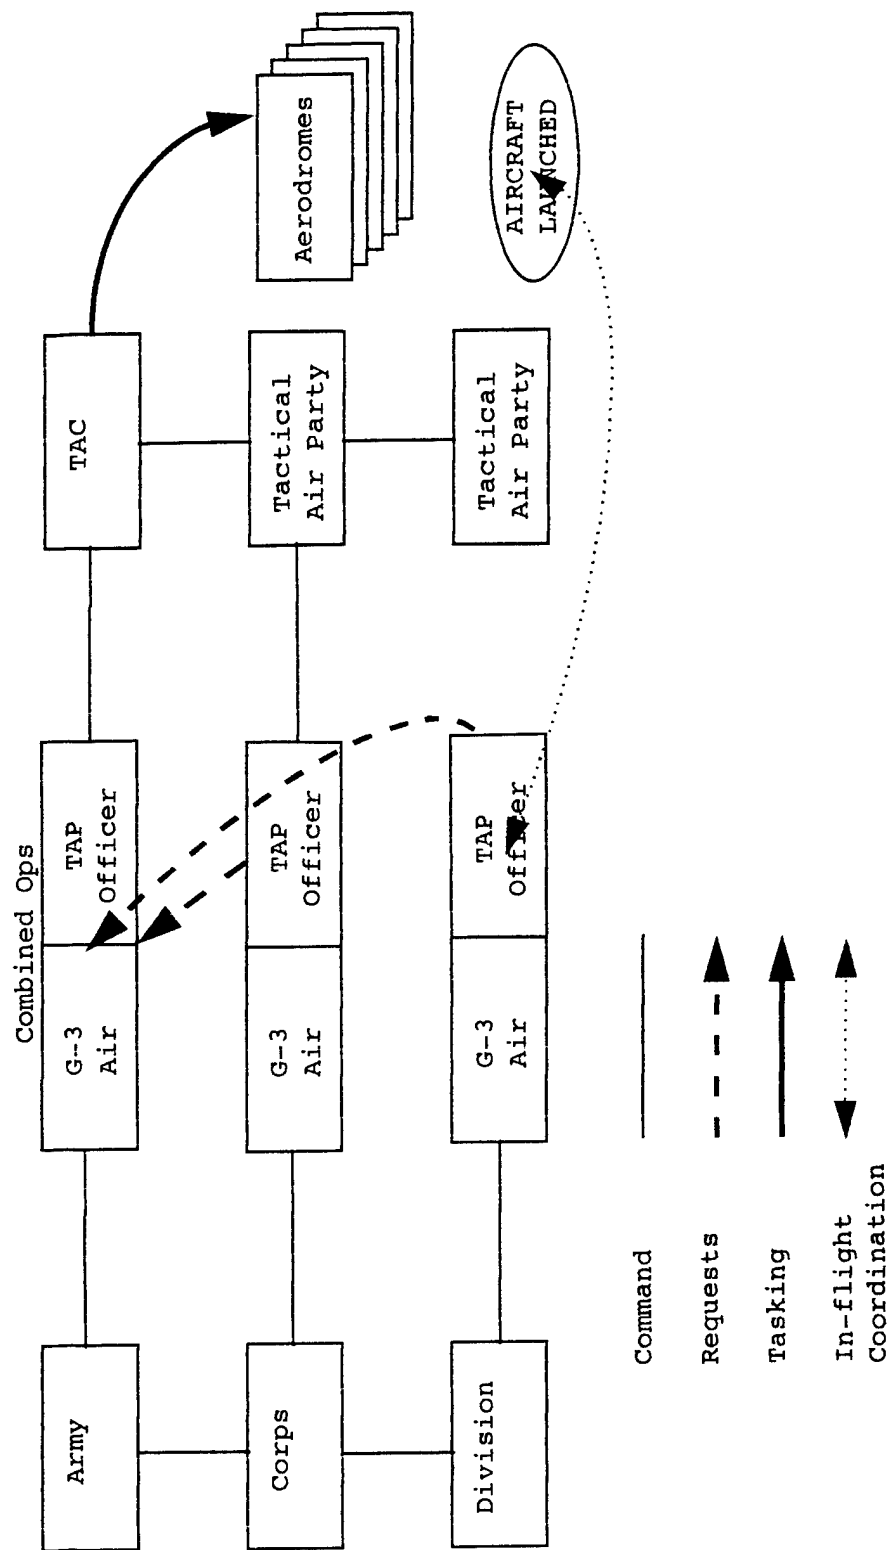 Combined Ops
Army
G-3
Air
TAP
Officer
TAC
Aerodromes
Corps
G-3
Air
TAP
Officer
Tactical
Air Party
AIRCRAFT
LAUNCHED
Division
G-3
Air
TAP
Officer
Tactical
Air Party
Command
Requests
Tasking
In-flight
Coordination